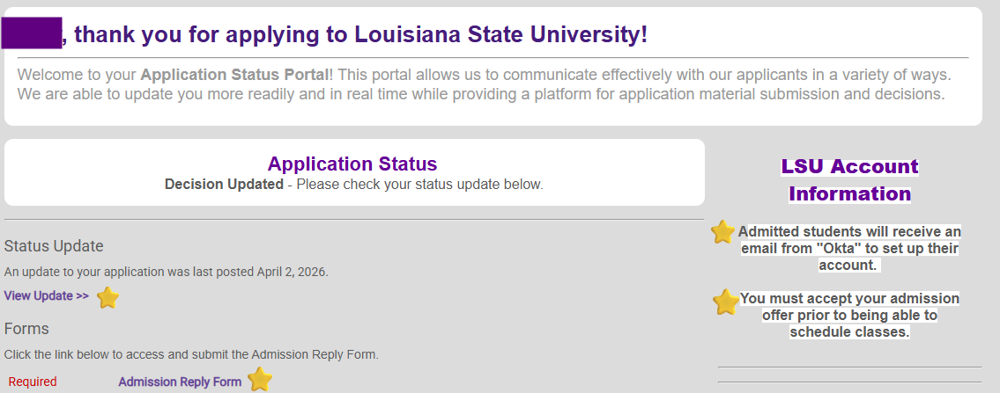 , thank you for applying to Louisiana State University!
Welcome to your Application Status Portal! This portal allows us to communicate effectively with our applicants in a variety of ways.
We are able to update you more readily and in real time while providing a platform for application material submission and decisions.
Application Status
Decision Updated - Please check your status update below.
Status Update
An update to your application was last posted April 2, 2026.
View Update >>
Forms
Click the link below to access and submit the Admission Reply Form.
Required Admission Reply Form
LSU Account
Information
Admitted students will receive an
email from "Okta" to set up their
account.
You must accept your admission
offer prior to being able to
schedule classes.